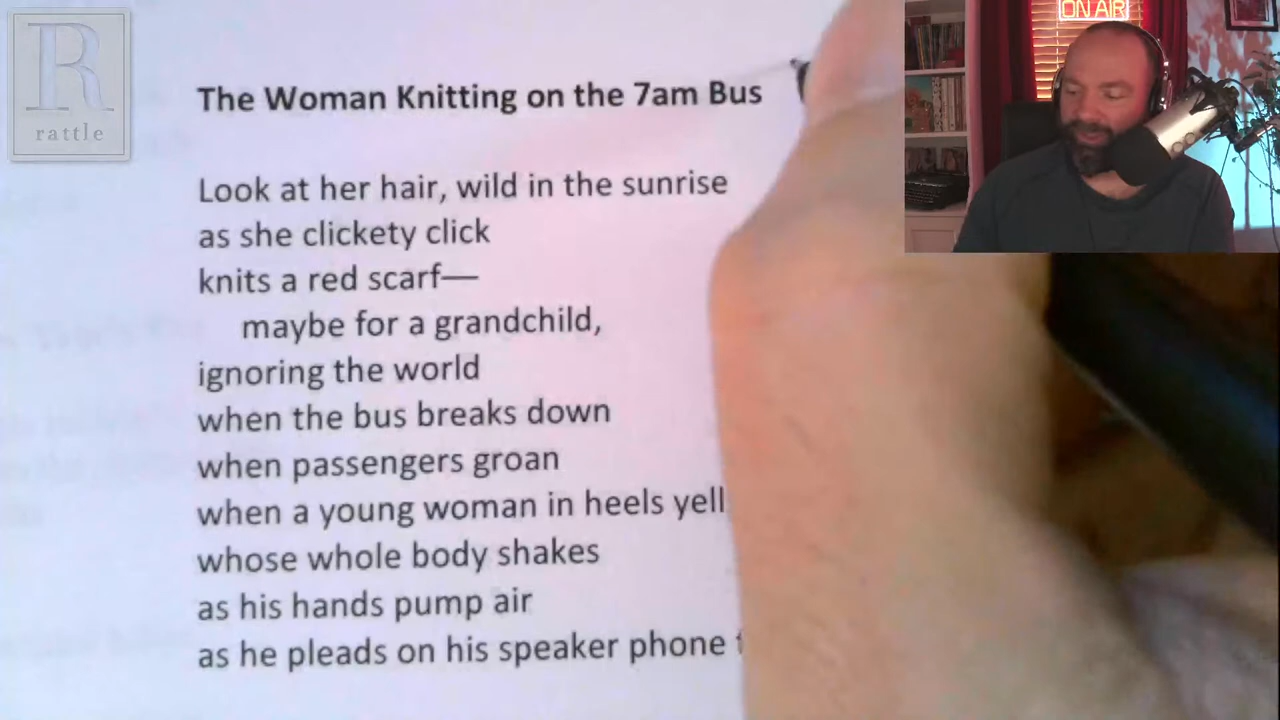 R
rattle
ON AIR
The Woman Knitting on the 7am Bus
Look at her hair, wild in the sunrise
as she clickety click
knits a red scarf—
maybe for a grandchild,
ignoring the world
when the bus breaks down
when passengers groan
when a young woman in heels yell
whose whole body shakes
as his hands pump air
as he pleads on his speaker phone